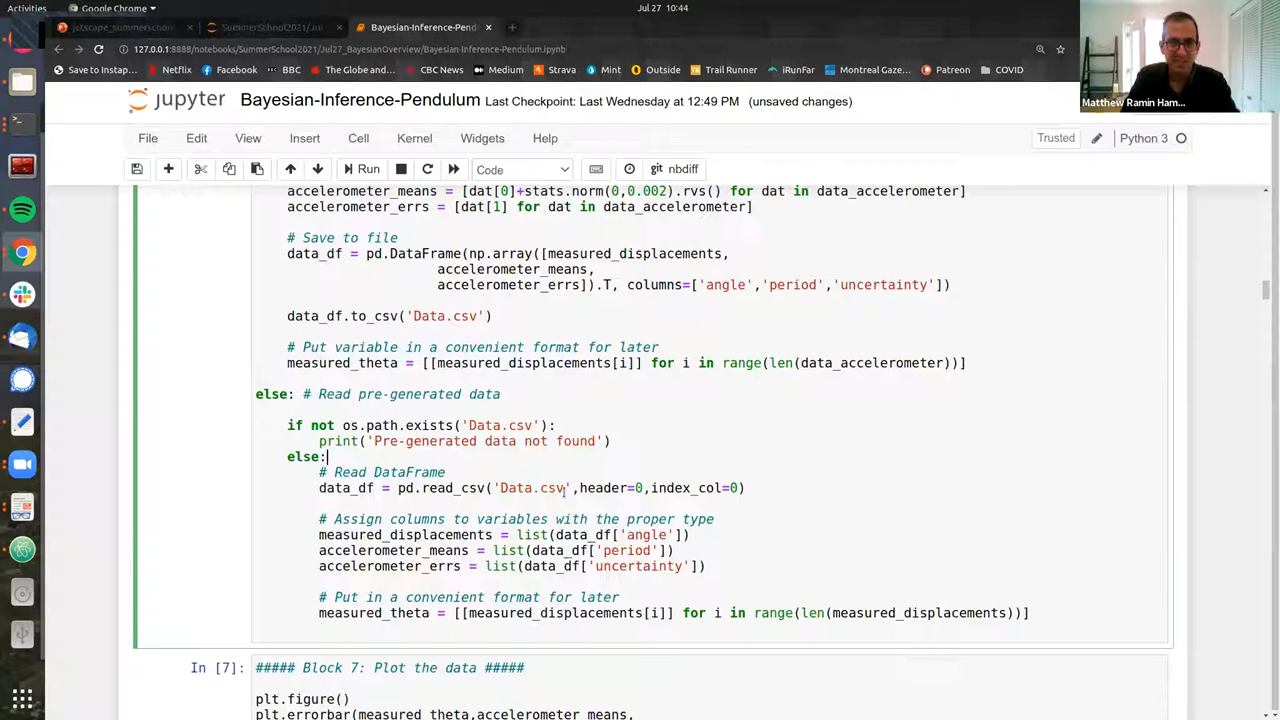 Activities
Google Chrome
Jul 27 10:44
jetscape_summerschool
SummerSchool2021/Jul
Bayesian-Inference-Pend
127.0.0.1:8888/notebooks/SummerSchool2021/Jul27_BayesianOverview/Bayesian-Inference-Pendulum.ipynb
Save to Instap... Netflix Facebook BBC The Globe and... CBC News Medium Strava Mint Outside Trail Runner iRunFar Montreal Gaze... Patreon COVID
Matthew Ramin Ham...
jupyter Bayesian-Inference-Pendulum Last Checkpoint: Last Wednesday at 12:49 PM (unsaved changes)
File Edit View Insert Cell Kernel Widgets Help
Trusted Python 3
Run Code git nbdiff
accelerometer_means = [dat[0]+stats.norm(0,0.002).rvs() for dat in data_accelerometer]
accelerometer_errs = [dat[1] for dat in data_accelerometer]
# Save to file
data_df = pd.DataFrame(np.array([measured_displacements,
accelerometer_means,
accelerometer_errs]).T, columns=['angle','period','uncertainty'])
data_df.to_csv('Data.csv')
# Put variable in a convenient format for later
measured_theta = [[measured_displacements[i]] for i in range(len(data_accelerometer))]
else: # Read pre-generated data
if not os.path.exists('Data.csv'):
print('Pre-generated data not found')
else:
# Read DataFrame
data_df = pd.read_csv('Data.csv',header=0,index_col=0)
# Assign columns to variables with the proper type
measured_displacements = list(data_df['angle'])
accelerometer_means = list(data_df['period'])
accelerometer_errs = list(data_df['uncertainty'])
# Put in a convenient format for later
measured_theta = [[measured_displacements[i]] for i in range(len(measured_displacements))]
In [7]: ##### Block 7: Plot the data #####
plt.figure()
plt.errorbar(measured_theta,accelerometer_means,